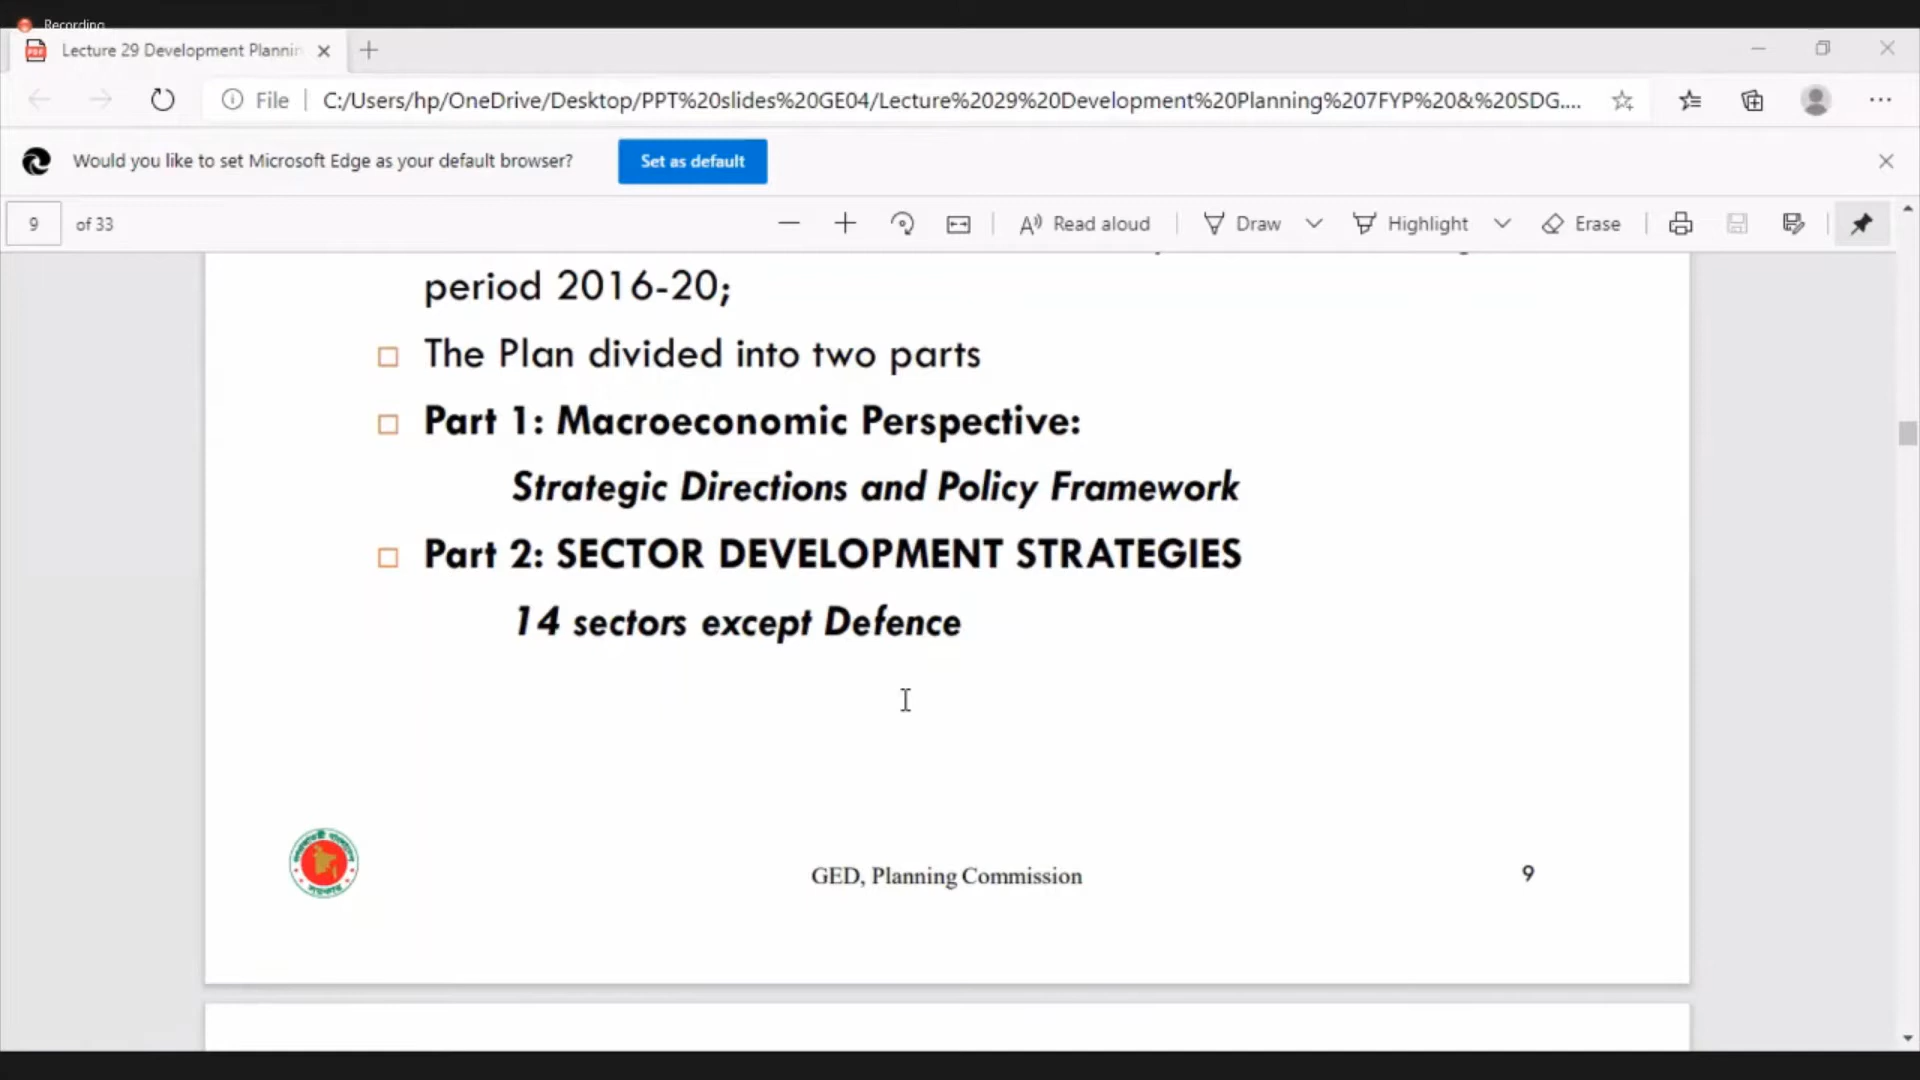 Recording
Lecture 29 Development Plannin
File
C:/Users/hp/OneDrive/Desktop/PPT%20slides%20GE04/Lecture%2029%20Development%20Planning%207FYP%20&%20SDG....
Would you like to set Microsoft Edge as your default browser?
Set as default
9 of 33
Read aloud
Draw
Highlight
Erase
period 2016-20;
The Plan divided into two parts
Part 1: Macroeconomic Perspective:
Strategic Directions and Policy Framework
Part 2: SECTOR DEVELOPMENT STRATEGIES
14 sectors except Defence
GED, Planning Commission
9